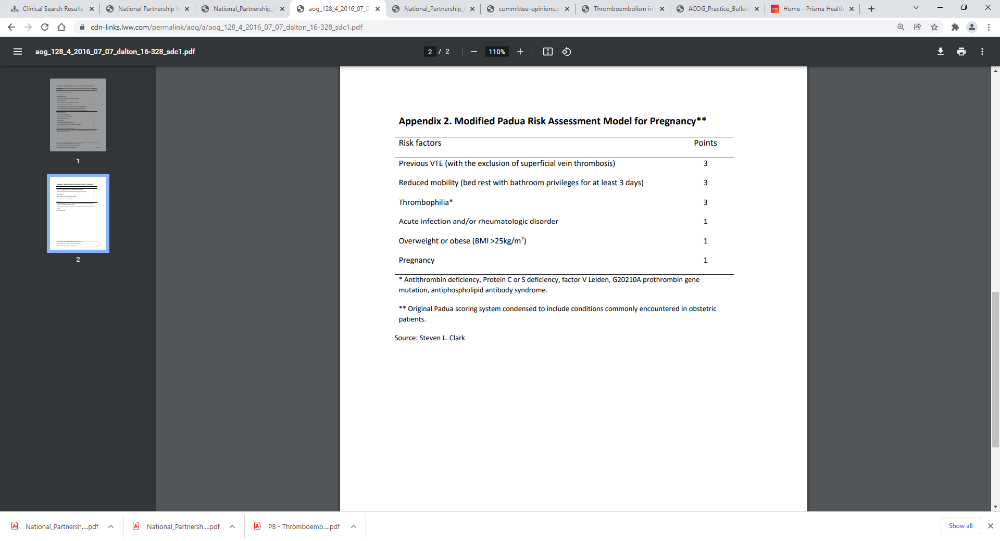 Clinical Search Results
National Partnership fo
National_Partnership_f
aog_128_4_2016_07_07
National_Partnership_f
committee-opinions.p
Thromboembolism in
ACOG_Practice_Bulleti
Home - Prisma Health
cdn-links.lww.com/permalink/aog/a/aog_128_4_2016_07_07_dalton_16-328_sdc1.pdf
aog_128_4_2016_07_07_dalton_16-328_sdc1.pdf
2 / 2
110%
1
2
Appendix 2. Modified Padua Risk Assessment Model for Pregnancy**
Risk factors Points
Previous VTE (with the exclusion of superficial vein thrombosis) 3
Reduced mobility (bed rest with bathroom privileges for at least 3 days) 3
Thrombophilia* 3
Acute infection and/or rheumatologic disorder 1
Overweight or obese (BMI >25kg/m²) 1
Pregnancy 1
* Antithrombin deficiency, Protein C or S deficiency, factor V Leiden, G20210A prothrombin gene
mutation, antiphospholipid antibody syndrome.
** Original Padua scoring system condensed to include conditions commonly encountered in obstetric
patients.
Source: Steven L. Clark
National_Partnersh....pdf
National_Partnersh....pdf
PB - Thromboemb....pdf
Show all